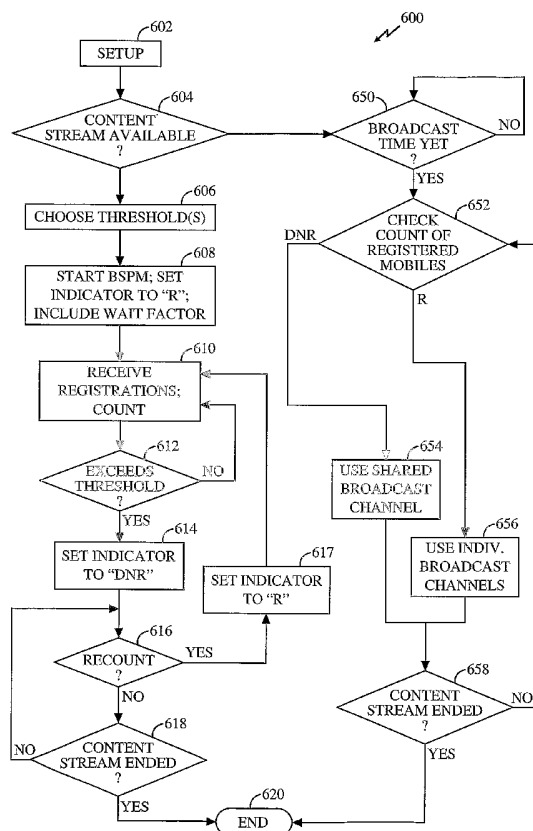 600
602
SETUP
604
CONTENT
STREAM AVAILABLE
?
606
CHOOSE THRESHOLD(S)
608
START BSPM; SET
INDICATOR TO “R”;
INCLUDE WAIT FACTOR
610
RECEIVE
REGISTRATIONS;
COUNT
612
EXCEEDS
THRESHOLD
?
NO
YES
614
SET INDICATOR
TO “DNR”
617
SET INDICATOR
TO “R”
616
RECOUNT
?
YES
NO
618
CONTENT
STREAM ENDED
?
NO
YES
620
END
650
BROADCAST
TIME YET
?
NO
YES
652
CHECK
COUNT OF
REGISTERED
MOBILES
DNR
R
654
USE SHARED
BROADCAST
CHANNEL
656
USE INDIV.
BROADCAST
CHANNELS
658
CONTENT
STREAM ENDED
?
NO
YES